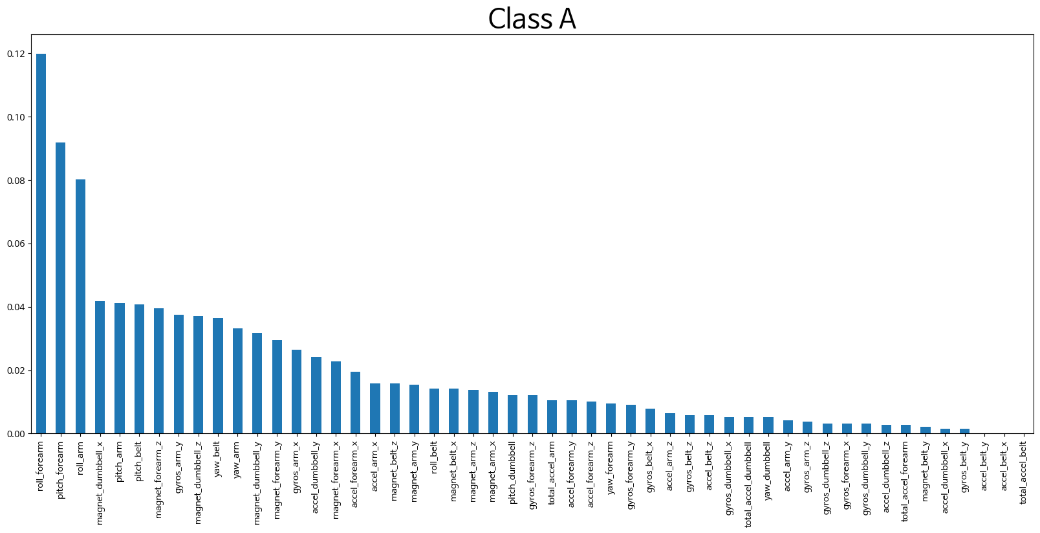 Class A
0.12
0.10
0.08
0.06
0.04
0.02
0.00
roll_forearm
pitch_forearm
roll_arm
magnet_dumbbell_x
pitch_arm
pitch_belt
magnet_forearm_z
gyros_arm_y
magnet_dumbbell_z
yaw_belt
yaw_arm
magnet_dumbbell_y
magnet_forearm_y
gyros_arm_x
accel_dumbbell_y
magnet_forearm_x
accel_forearm_x
accel_arm_x
magnet_belt_z
magnet_arm_y
roll_belt
magnet_belt_x
magnet_arm_z
magnet_arm_x
pitch_dumbbell
gyros_forearm_z
total_accel_arm
accel_forearm_y
accel_forearm_z
yaw_forearm
gyros_forearm_y
gyros_belt_x
accel_arm_z
gyros_belt_z
accel_belt_z
gyros_dumbbell_x
total_accel_dumbbell
yaw_dumbbell
accel_arm_y
gyros_arm_z
gyros_dumbbell_z
gyros_forearm_x
gyros_dumbbell_y
accel_dumbbell_z
total_accel_forearm
magnet_belt_y
accel_dumbbell_x
gyros_belt_y
accel_belt_y
accel_belt_x
total_accel_belt